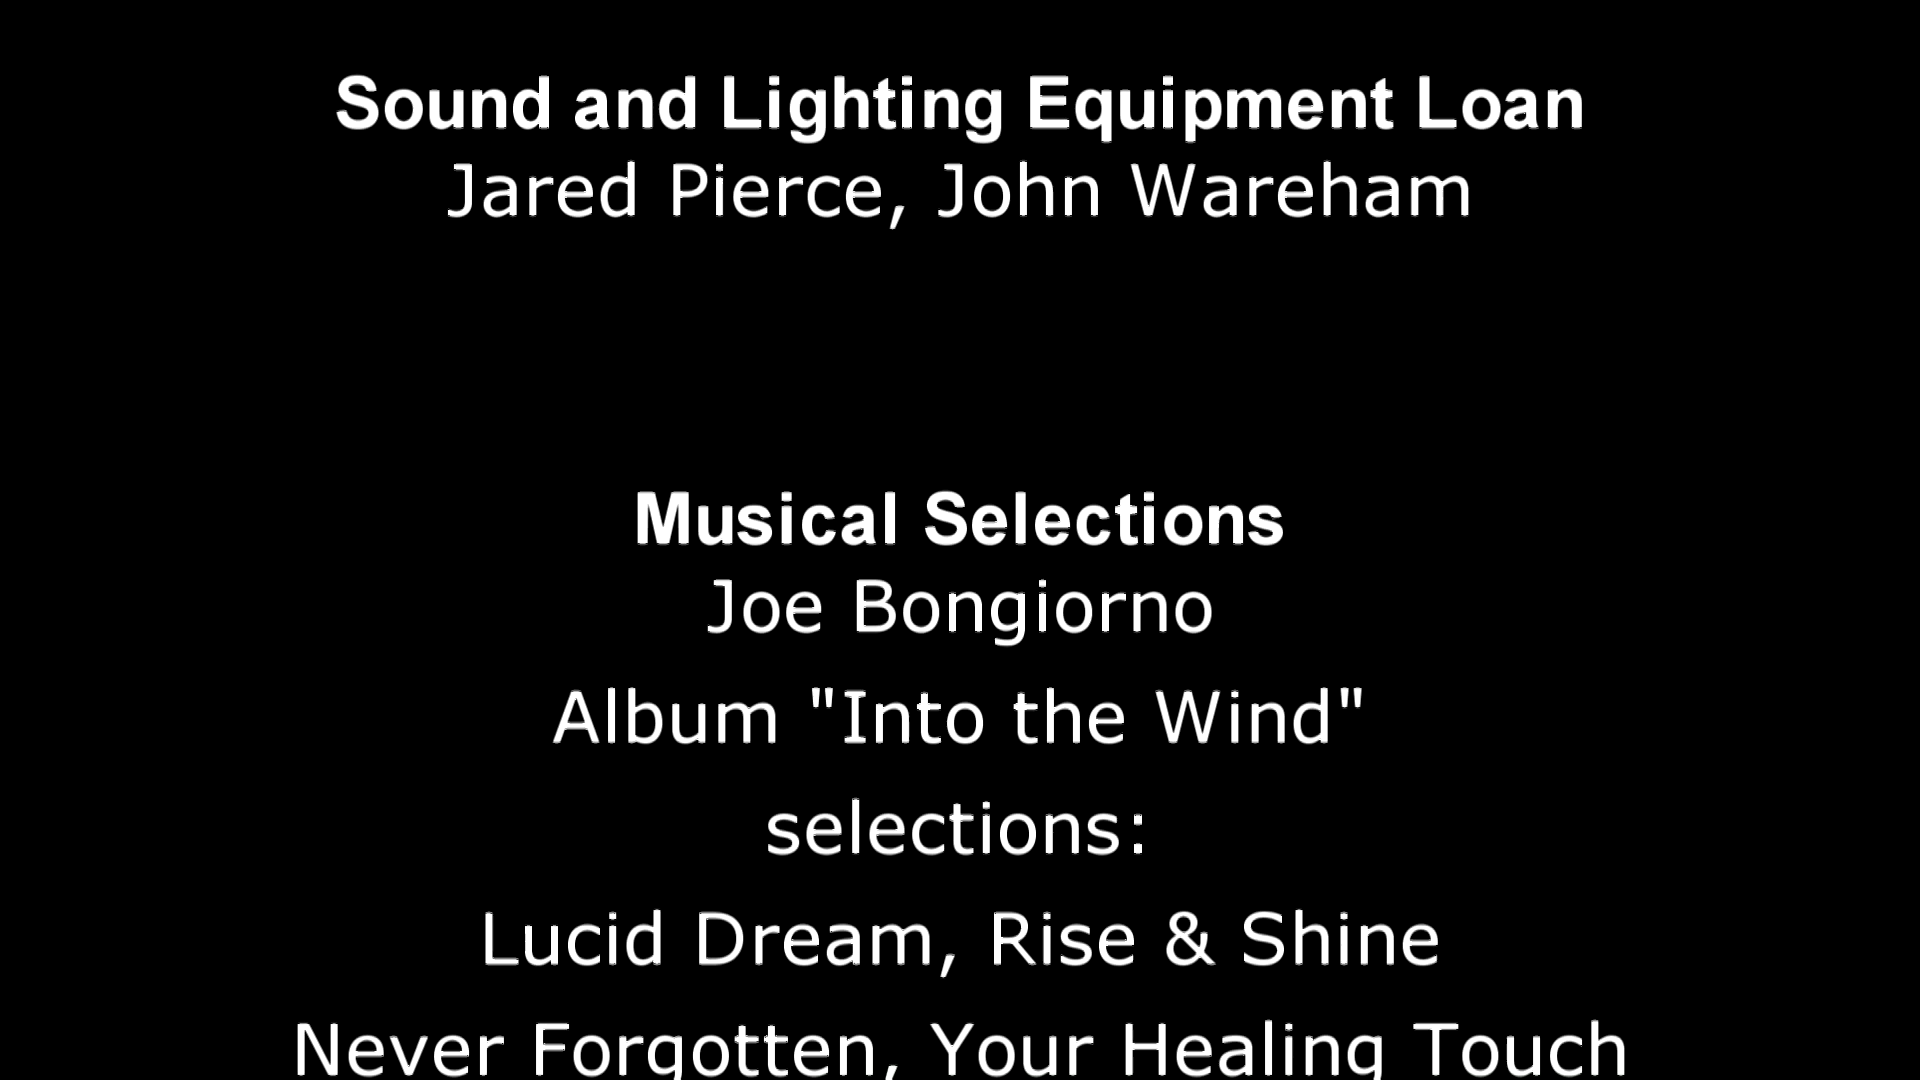 Sound and Lighting Equipment Loan
Jared Pierce, John Wareham
Musical Selections
Joe Bongiorno
Album "Into the Wind"
selections:
Lucid Dream, Rise & Shine
Never Forgotten, Your Healing Touch